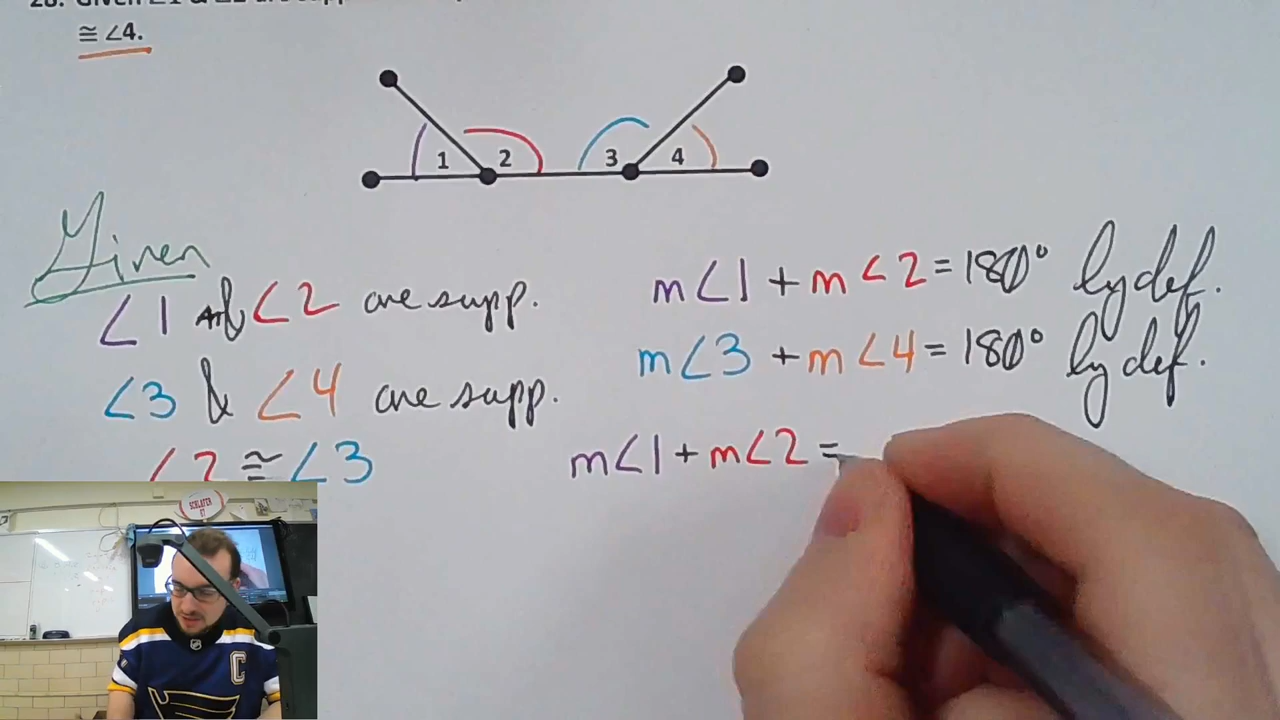 ≅ ∠4.
1 2 3 4
Given
∠1 and ∠2 are supp.
m∠1 + m∠2 = 180° by def.
∠3 & ∠4 are supp.
m∠3 + m∠4 = 180° by def.
∠2 ≅ ∠3
m∠1 + m∠2 =